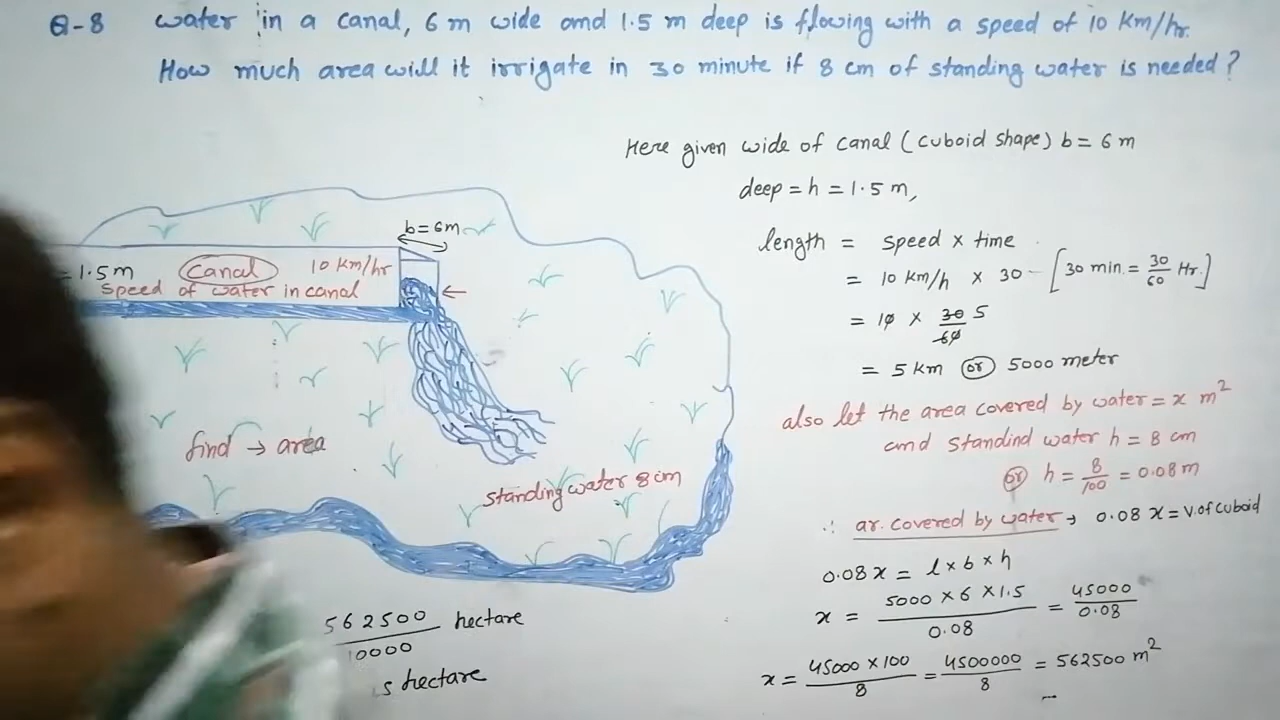 Q-8 water in a canal, 6 m wide and 1.5 m deep is flowing with a speed of 10 Km/hr.
How much area will it irrigate in 30 minute if 8 cm of standing water is needed?
Here given wide of canal (cuboid shape) b = 6 m
deep = h = 1.5 m,
length = speed × time
= 10 km/h × 30 - [30 min. = 30/60 Hr.]
= 10 × 30/60 5
= 5 km or 5000 meter
also let the area covered by water = x m²
and standind water h = 8 cm
or h = 8/100 = 0.08 m
∴ ar. covered by water → 0.08 x = V. of cuboid
0.08 x = l × b × h
x = 5000 × 6 × 1.5 / 0.08 = 45000 / 0.08
x = 45000 × 100 / 8 = 4500000 / 8 = 562500 m²
b = 6m
= 1.5 m canal 10 km/hr
speed of water in canal
find → area
standing water 8 cm
562500 / 10000 hectare
s hectare